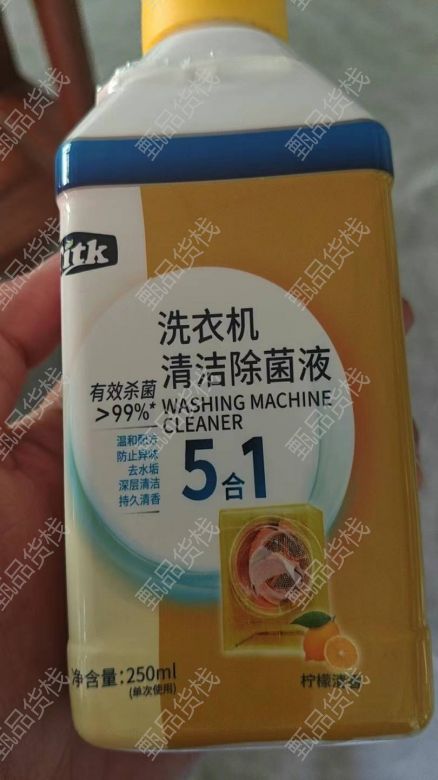 itk
洗衣机
清洁除菌液
有效杀菌
>99%*
WASHING MACHINE
CLEANER
温和配方
防止异味
去水垢
深层清洁
持久清香
5合1
净含量:250ml
(单次使用)
柠檬清香
甄品货栈